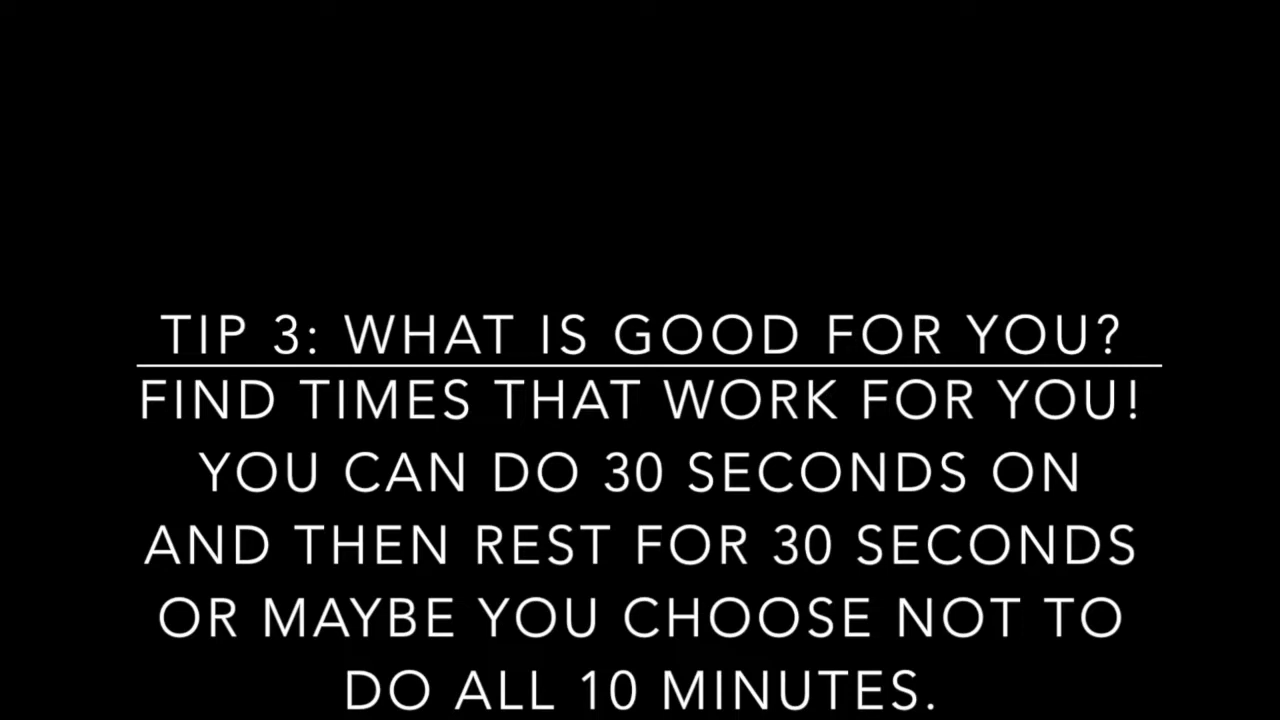 TIP 3: WHAT IS GOOD FOR YOU?
FIND TIMES THAT WORK FOR YOU!
YOU CAN DO 30 SECONDS ON
AND THEN REST FOR 30 SECONDS
OR MAYBE YOU CHOOSE NOT TO
DO ALL 10 MINUTES.